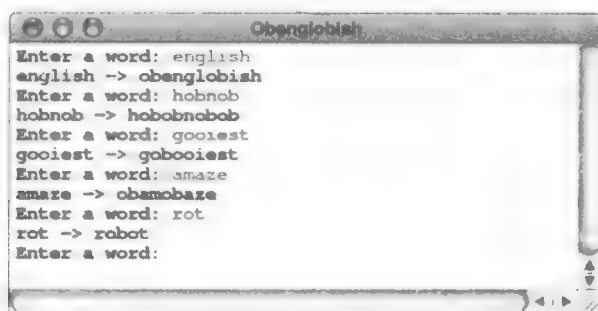 Obenglobish
Enter a word: english
english -> obenglobish
Enter a word: hobnob
hobnob -> hobobnobob
Enter a word: gooiest
gooiest -> gobooiest
Enter a word: amaze
amaze -> obamobaze
Enter a word: rot
rot -> robot
Enter a word: